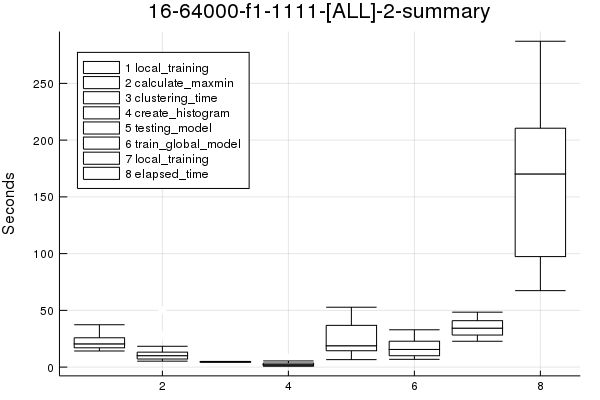 16-64000-f1-1111-[ALL]-2-summary
Seconds
250
200
150
100
50
0
1 local_training
2 calculate_maxmin
3 clustering_time
4 create_histogram
5 testing_model
6 train_global_model
7 local_training
8 elapsed_time
2
4
6
8